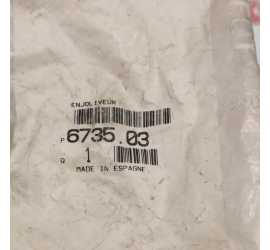 ENJOLIVEUR
P 6735.03
Q 1
MADE IN ESPAGNE